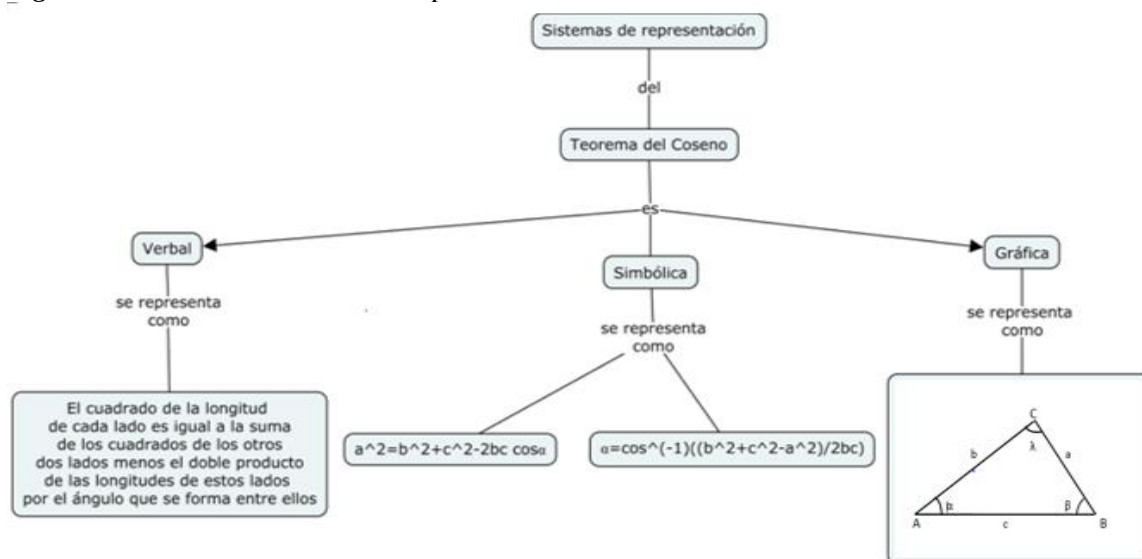 Sistemas de representación
del
Teorema del Coseno
es
Verbal
se representa
como
El cuadrado de la longitud
de cada lado es igual a la suma
de los cuadrados de los otros
dos lados menos el doble producto
de las longitudes de estos lados
por el ángulo que se forma entre ellos
Simbólica
se representa
como
a^2=b^2+c^2-2bc cosα
α=cos^(-1)((b^2+c^2-a^2)/2bc)
Gráfica
se representa
como
C
λ
b
a
α
β
A
c
B